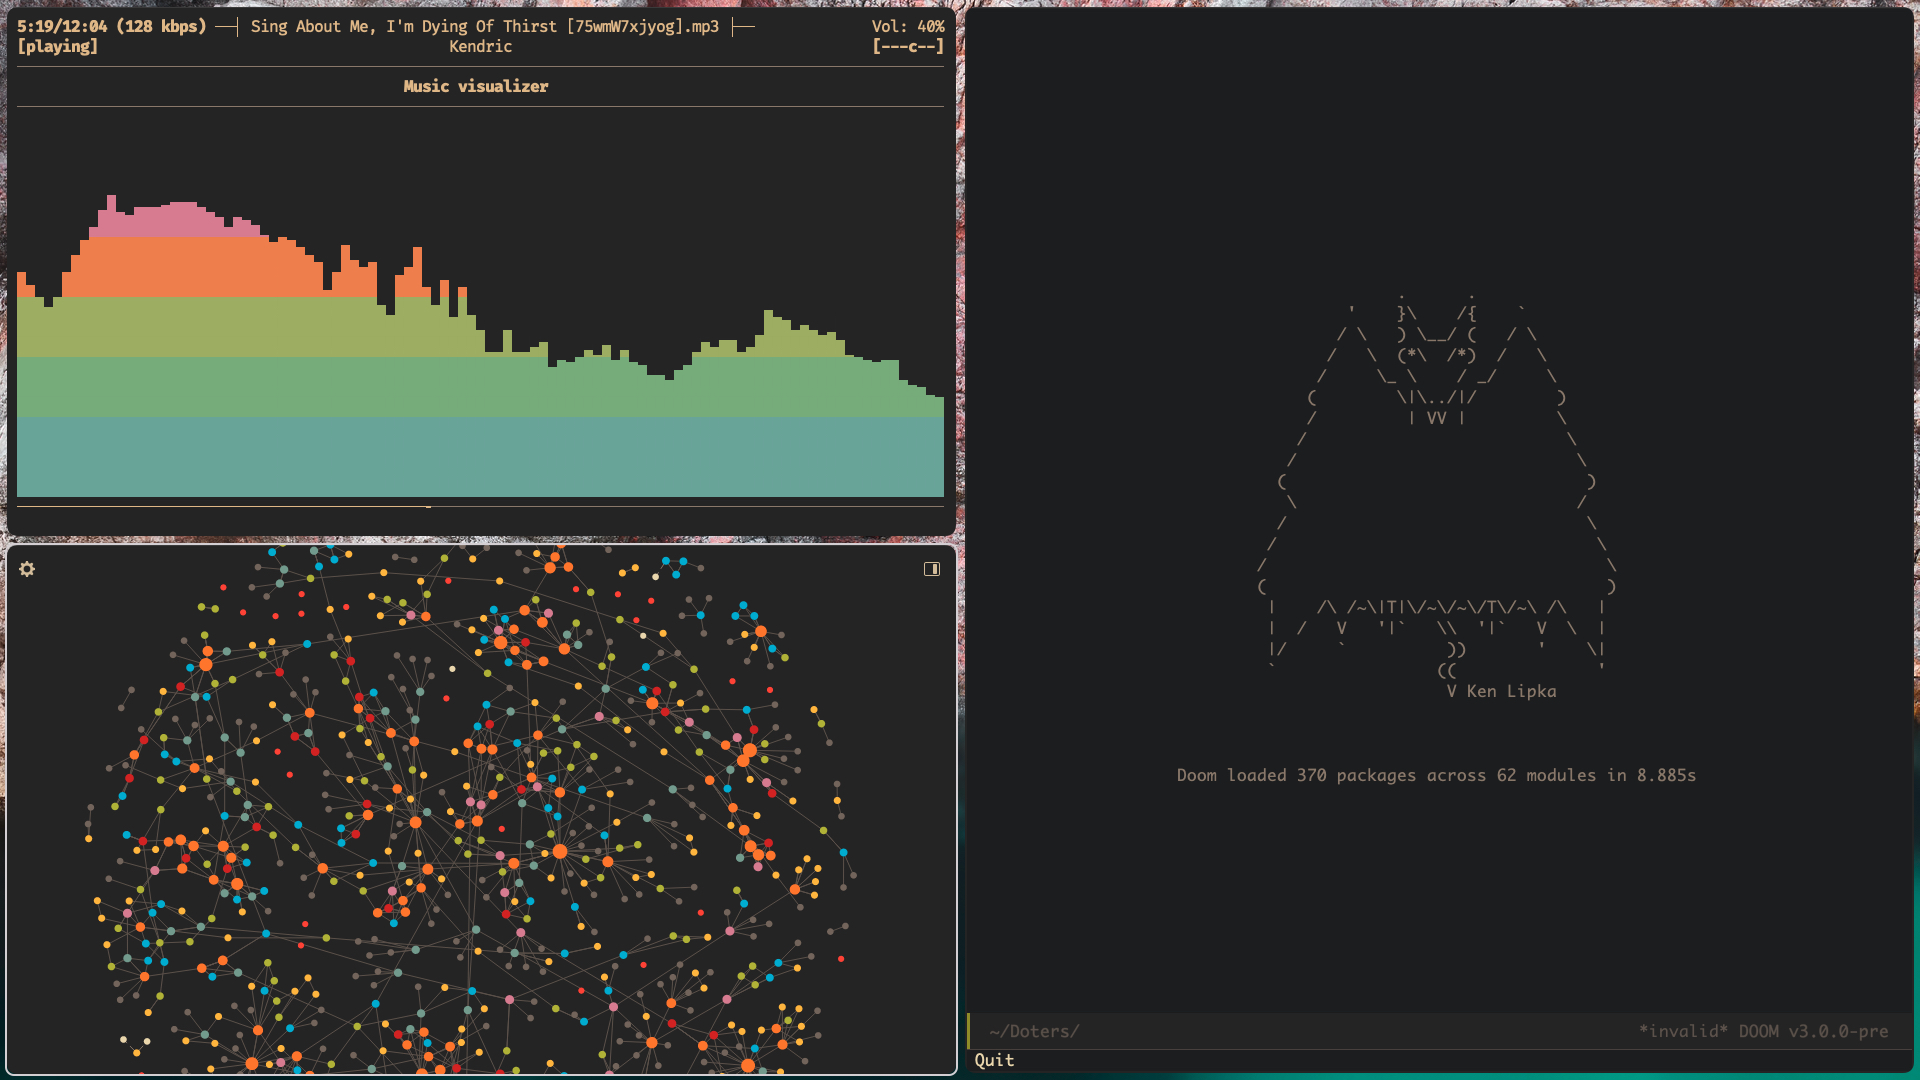 5:19/12:04 (128 kbps) ──┤ Sing About Me, I'm Dying Of Thirst [75wmW7xjyog].mp3 ├── Vol: 40%
[playing] Kendric [---c--]
Music visualizer
V Ken Lipka
Doom loaded 370 packages across 62 modules in 8.885s
~/Doters/ *invalid* DOOM v3.0.0-pre
Quit